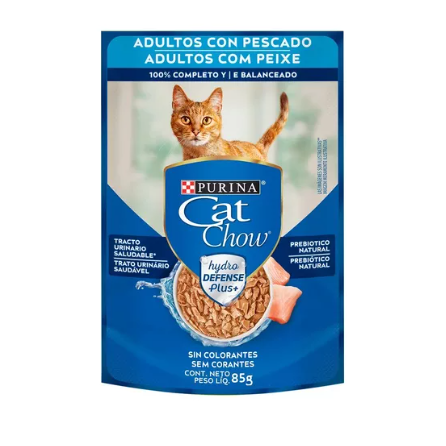 ADULTOS CON PESCADO
ADULTOS COM PEIXE
100% COMPLETO Y | E BALANCEADO
PURINA®
Cat
Chow®
hydro
DEFENSE
Plus+
TRACTO
URINARIO
SALUDABLE*
TRATO URINÁRIO
SAUDÁVEL
PREBIOTICO
NATURAL
PREBIÓTICO
NATURAL
SIN COLORANTES
SEM CORANTES
CONT. NETO
PESO LÍQ. 85g